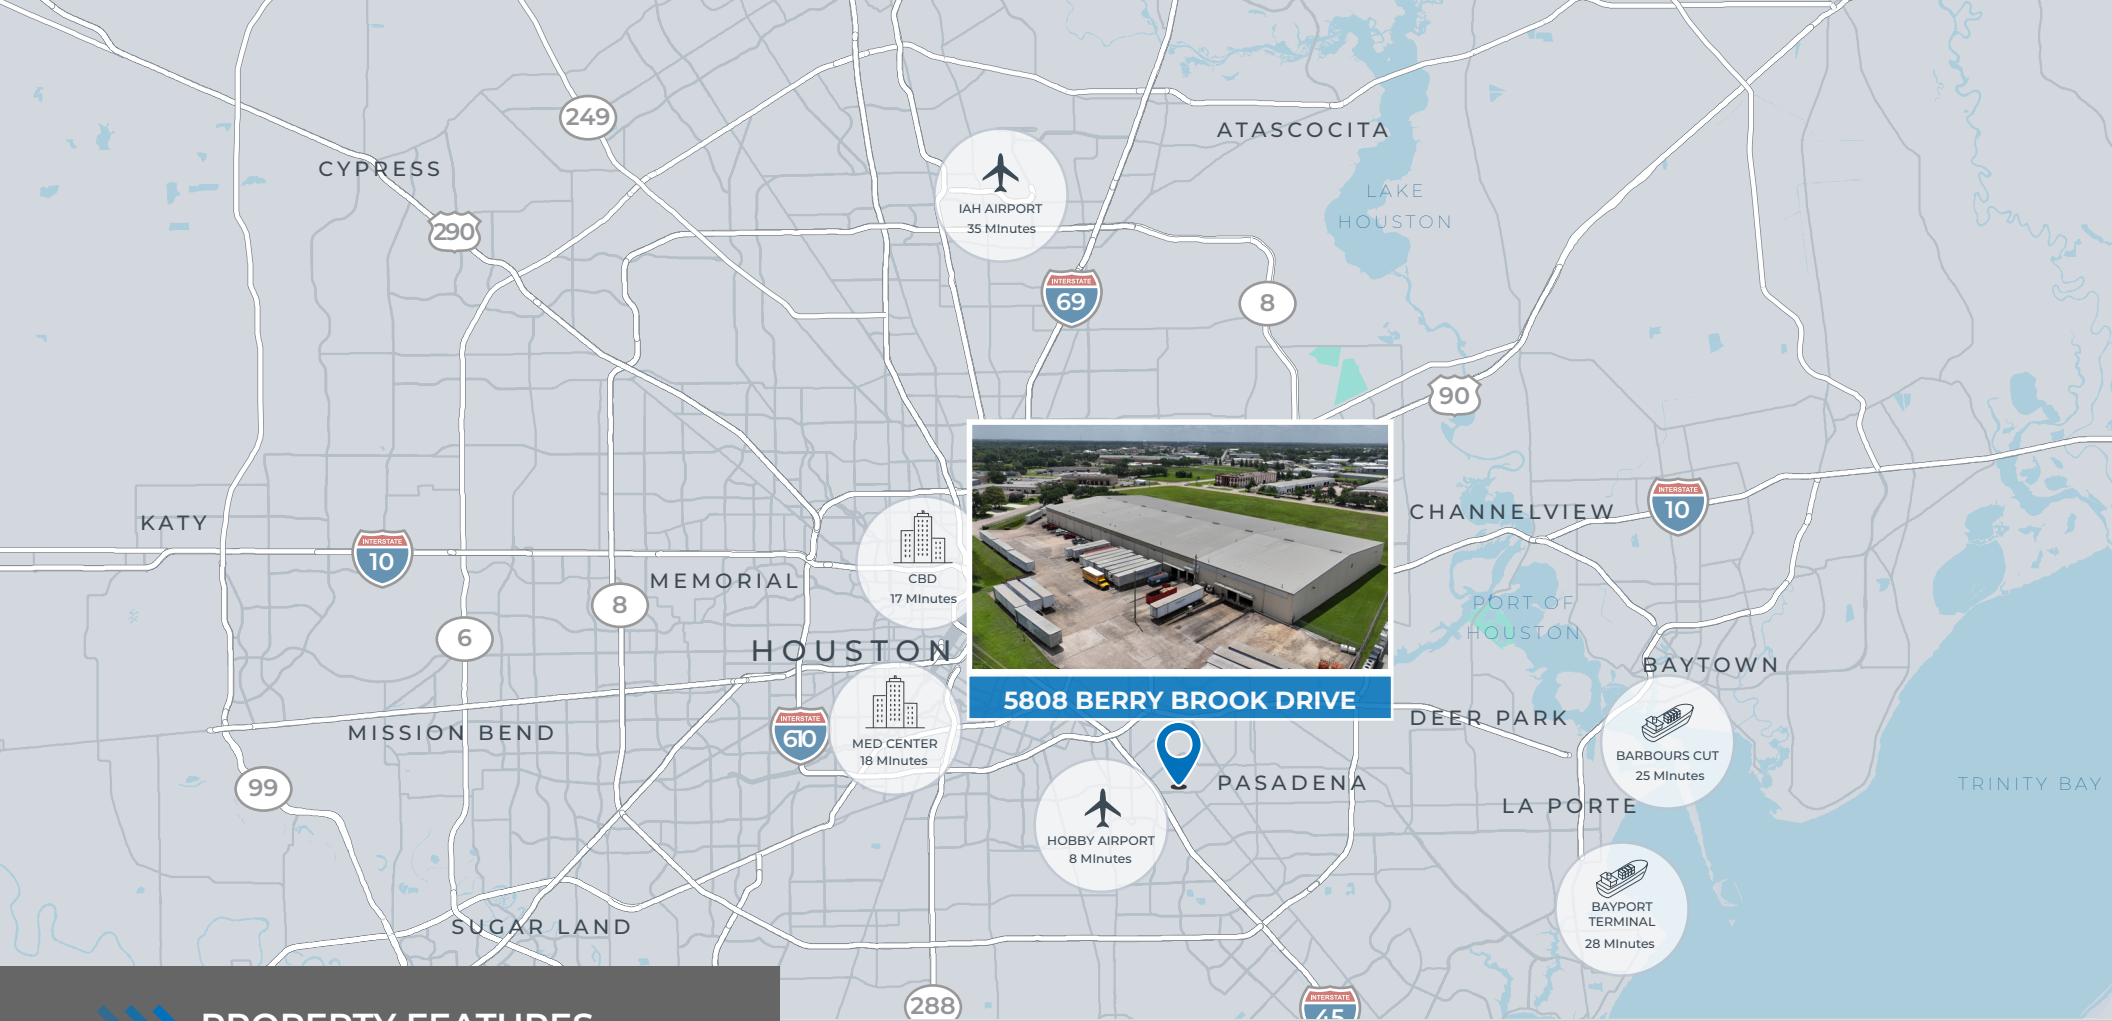 249
ATASCOCITA
CYPRESS
LAKE
HOUSTON
IAH AIRPORT
35 MInutes
290
INTERSTATE
69
8
90
KATY
INTERSTATE
10
CHANNELVIEW
INTERSTATE
10
MEMORIAL
CBD
17 MInutes
8
6
PORT OF
HOUSTON
HOUSTON
BAYTOWN
5808 BERRY BROOK DRIVE
MISSION BEND
INTERSTATE
610
MED CENTER
18 MInutes
DEER PARK
BARBOURS CUT
25 MInutes
99
PASADENA
TRINITY BAY
LA PORTE
HOBBY AIRPORT
8 MInutes
SUGAR LAND
BAYPORT
TERMINAL
28 MInutes
288
INTERSTATE
45
PROPERTY FEATURES